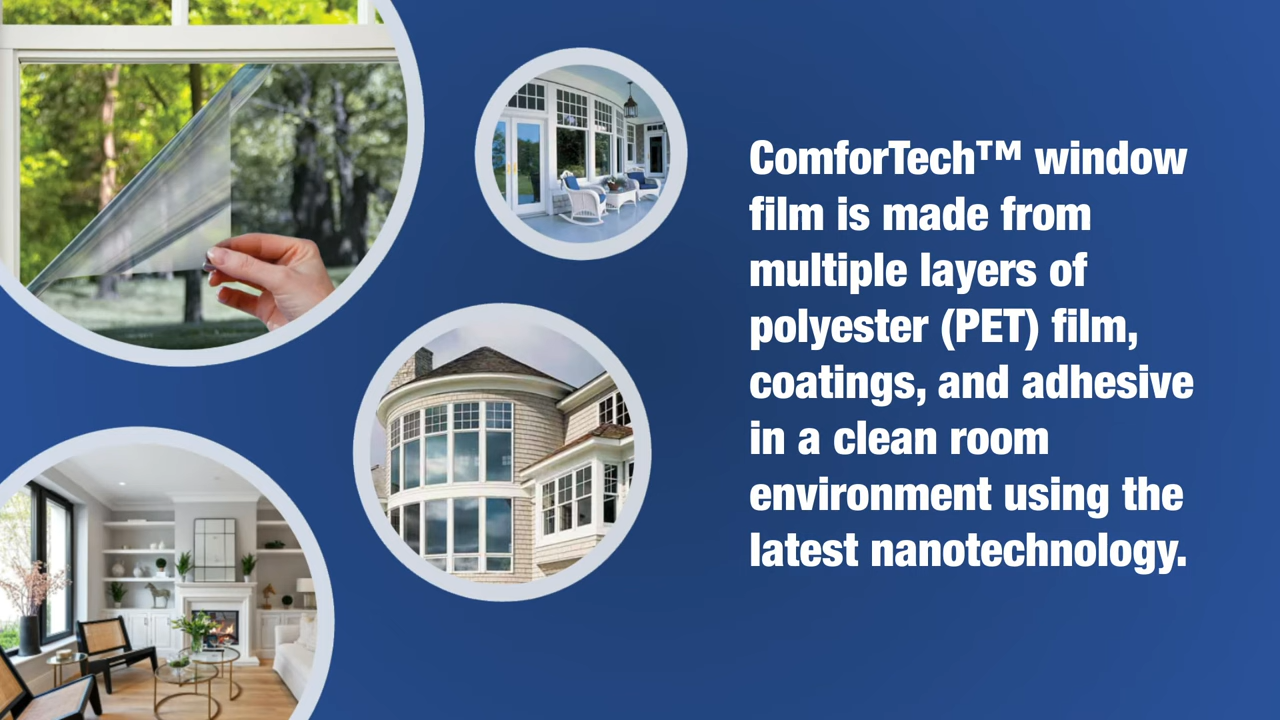 ComforTech™ window
film is made from
multiple layers of
polyester (PET) film,
coatings, and adhesive
in a clean room
environment using the
latest nanotechnology.